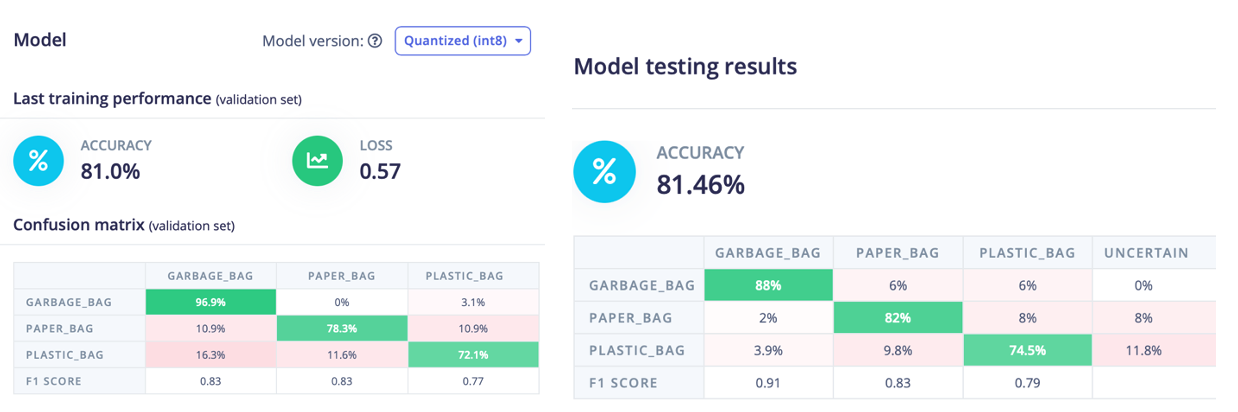 Model
Model version: Quantized (int8)
Last training performance (validation set)
% ACCURACY
81.0%
LOSS
0.57
Confusion matrix (validation set)
GARBAGE_BAG PAPER_BAG PLASTIC_BAG
GARBAGE_BAG 96.9% 0% 3.1%
PAPER_BAG 10.9% 78.3% 10.9%
PLASTIC_BAG 16.3% 11.6% 72.1%
F1 SCORE 0.83 0.83 0.77
Model testing results
% ACCURACY
81.46%
GARBAGE_BAG PAPER_BAG PLASTIC_BAG UNCERTAIN
GARBAGE_BAG 88% 6% 6% 0%
PAPER_BAG 2% 82% 8% 8%
PLASTIC_BAG 3.9% 9.8% 74.5% 11.8%
F1 SCORE 0.91 0.83 0.79